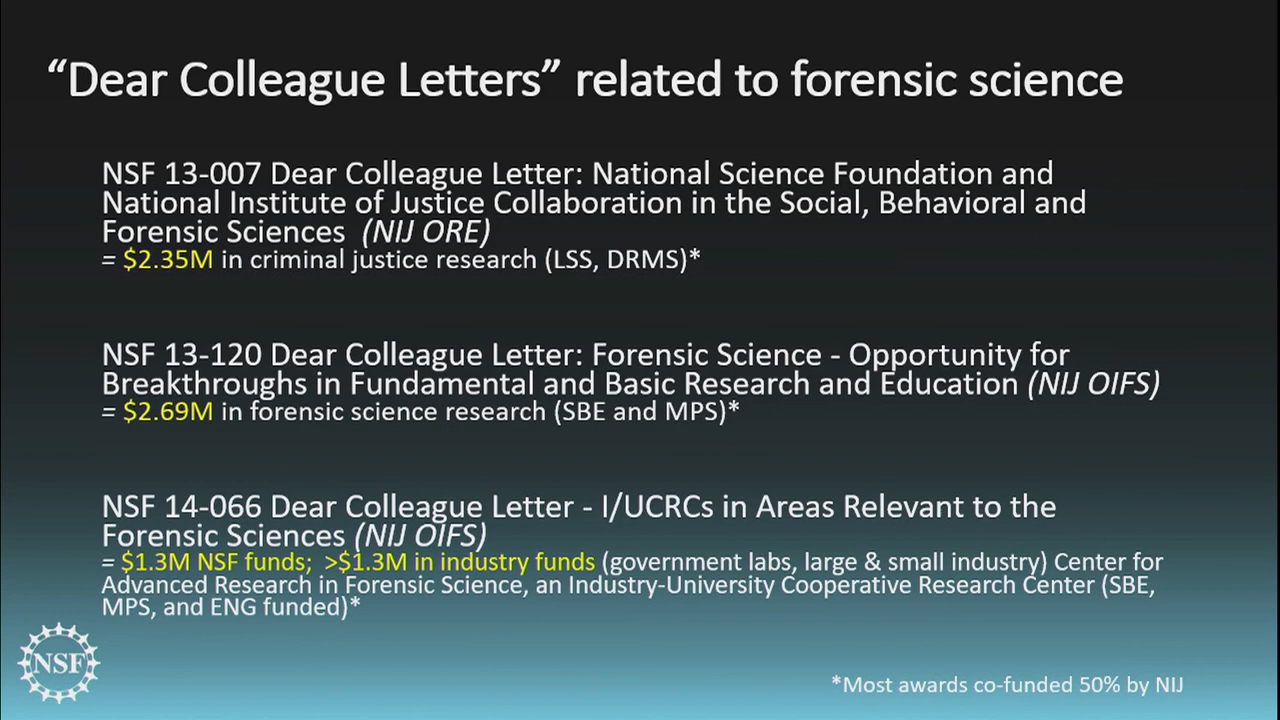 “Dear Colleague Letters” related to forensic science
NSF 13-007 Dear Colleague Letter: National Science Foundation and
National Institute of Justice Collaboration in the Social, Behavioral and
Forensic Sciences (NIJ ORE)
= $2.35M in criminal justice research (LSS, DRMS)*
NSF 13-120 Dear Colleague Letter: Forensic Science - Opportunity for
Breakthroughs in Fundamental and Basic Research and Education (NIJ OIFS)
= $2.69M in forensic science research (SBE and MPS)*
NSF 14-066 Dear Colleague Letter - I/UCRCs in Areas Relevant to the
Forensic Sciences (NIJ OIFS)
= $1.3M NSF funds; >$1.3M in industry funds (government labs, large & small industry) Center for
Advanced Research in Forensic Science, an Industry-University Cooperative Research Center (SBE,
MPS, and ENG funded)*
NSF
*Most awards co-funded 50% by NIJ